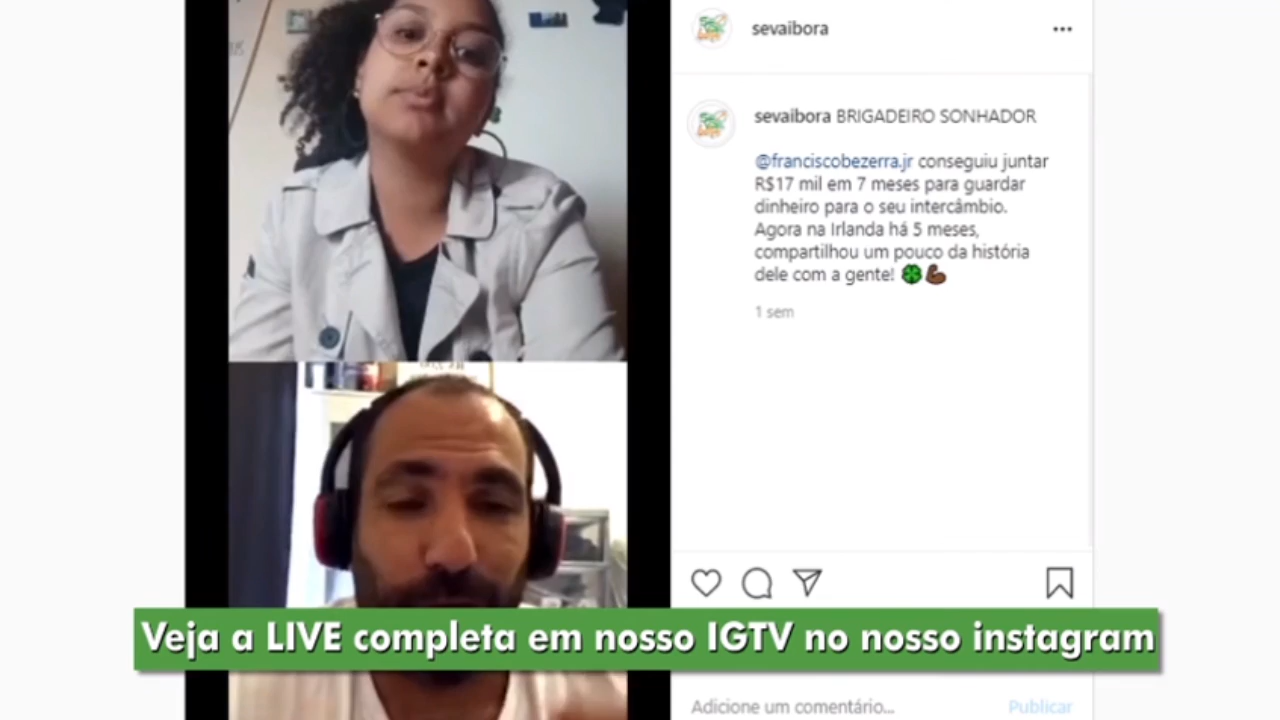 sevaibora
sevaibora BRIGADEIRO SONHADOR
@franciscobezerra.jr conseguiu juntar
R$17 mil em 7 meses para guardar
dinheiro para o seu intercâmbio.
Agora na Irlanda há 5 meses,
compartilhou um pouco da história
dele com a gente! 🍀💪🏾
1 sem
Veja a LIVE completa em nosso IGTV no nosso instagram
Adicione um comentário...
Publicar